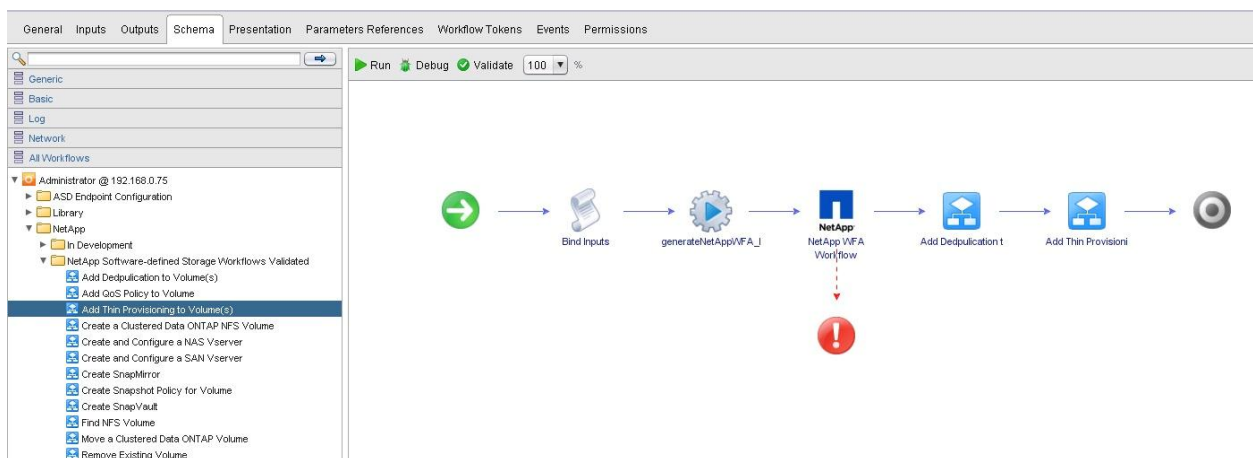 General Inputs Outputs Schema Presentation Parameters References Workflow Tokens Events Permissions
Generic
Basic
Log
Network
All Workflows
Administrator @ 192.168.0.75
ASD Endpoint Configuration
Library
NetApp
In Development
NetApp Software-defined Storage Workflows Validated
Add Dedpulication to Volume(s)
Add QoS Policy to Volume
Add Thin Provisioning to Volume(s)
Create a Clustered Data ONTAP NFS Volume
Create and Configure a NAS Vserver
Create and Configure a SAN Vserver
Create SnapMirror
Create Snapshot Policy for Volume
Create SnapVault
Find NFS Volume
Move a Clustered Data ONTAP Volume
Remove Existing Volume
Run Debug Validate 100 %
NetApp
Bind Inputs generateNetAppWFA_I NetApp WFA Add Dedpulication t Add Thin Provisioni
Workflow